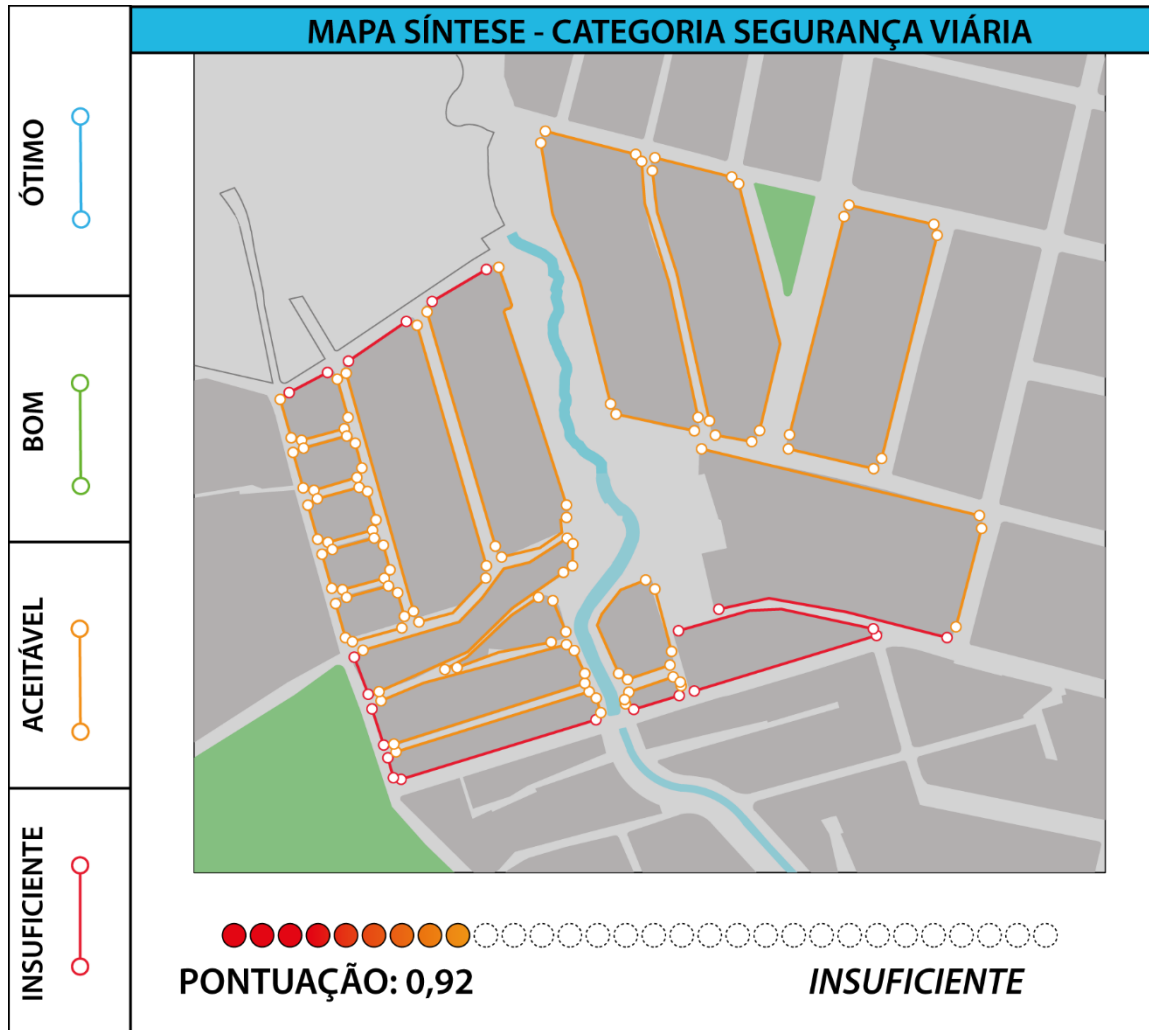 MAPA SÍNTESE - CATEGORIA SEGURANÇA VIÁRIA
ÓTIMO
BOM
ACEITÁVEL
INSUFICIENTE
PONTUAÇÃO: 0,92
INSUFICIENTE